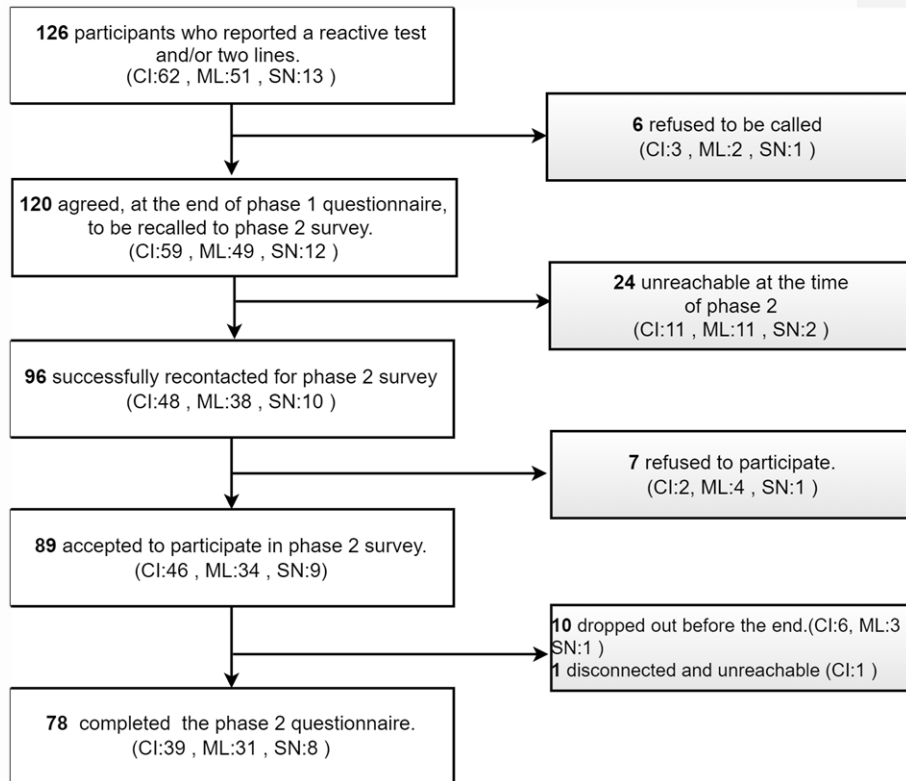 126 participants who reported a reactive test
and/or two lines.
(CI:62 , ML:51 , SN:13 )
6 refused to be called
(CI:3 , ML:2 , SN:1 )
120 agreed, at the end of phase 1 questionnaire,
to be recalled to phase 2 survey.
(CI:59 , ML:49 , SN:12 )
24 unreachable at the time
of phase 2
(CI:11 , ML:11 , SN:2 )
96 successfully recontacted for phase 2 survey
(CI:48 , ML:38 , SN:10 )
7 refused to participate.
(CI:2, ML:4 , SN:1 )
89 accepted to participate in phase 2 survey.
(CI:46 , ML:34 , SN:9)
10 dropped out before the end.(CI:6, ML:3
SN:1 )
1 disconnected and unreachable (CI:1 )
78 completed the phase 2 questionnaire.
(CI:39 , ML:31 , SN:8 )